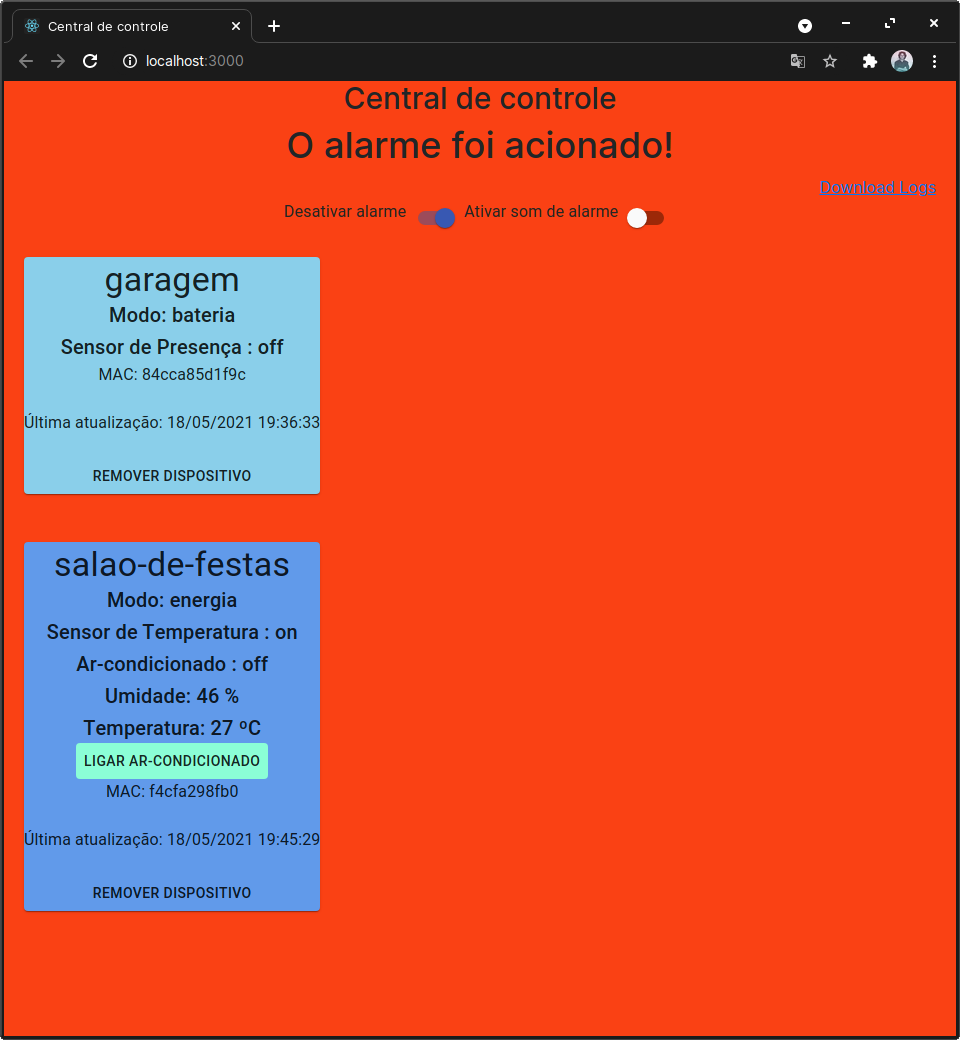 Central de controle
localhost:3000
Central de controle
O alarme foi acionado!
Download Logs
Desativar alarme Ativar som de alarme
garagem
Modo: bateria
Sensor de Presença : off
MAC: 84cca85d1f9c
Última atualização: 18/05/2021 19:36:33
REMOVER DISPOSITIVO
salao-de-festas
Modo: energia
Sensor de Temperatura : on
Ar-condicionado : off
Umidade: 46 %
Temperatura: 27 ºC
LIGAR AR-CONDICIONADO
MAC: f4cfa298fb0
Última atualização: 18/05/2021 19:45:29
REMOVER DISPOSITIVO